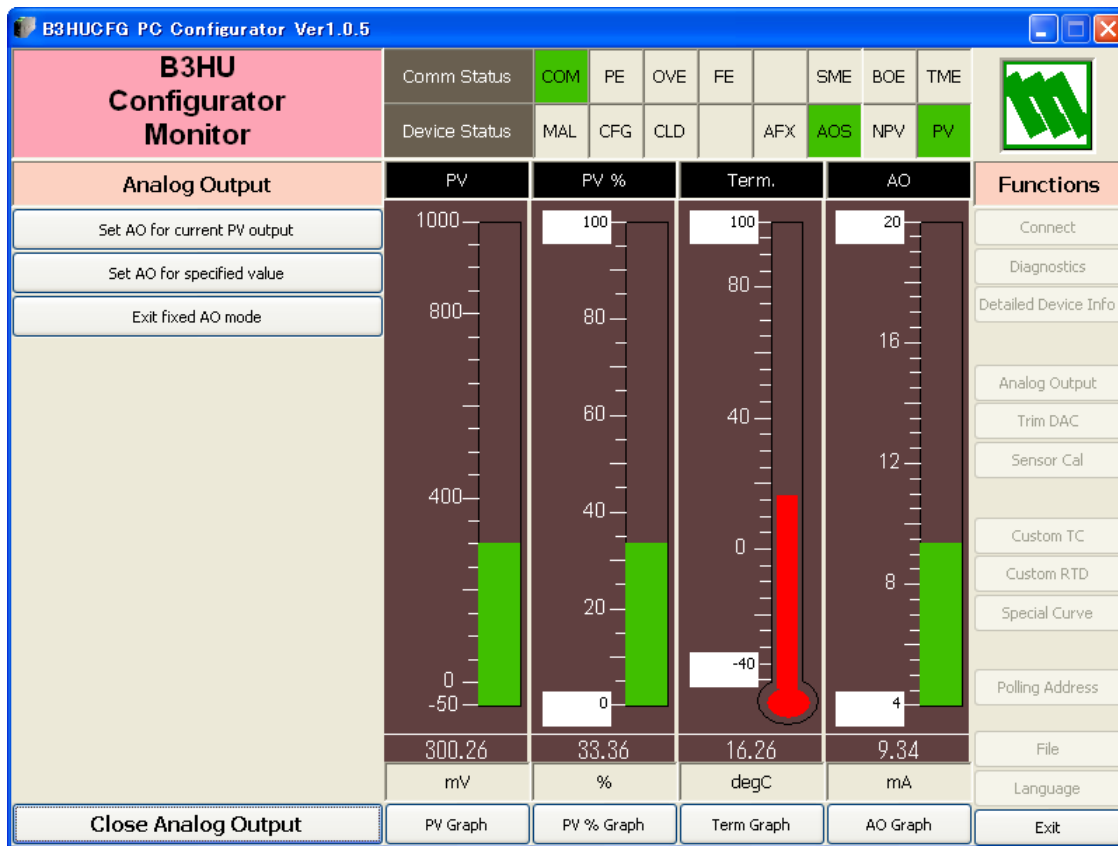 B3HUCFG PC Configurator Ver1.0.5
B3HU
Configurator
Monitor
Comm Status COM PE OVE FE SME BOE TME
Device Status MAL CFG CLD AFX AOS NPV PV
Analog Output
Set AO for current PV output
Set AO for specified value
Exit fixed AO mode
Close Analog Output
PV
1000
800
400
0
-50
300.26
mV
PV Graph
PV %
100
80
60
40
20
0
33.36
%
PV % Graph
Term.
100
80
40
0
-40
16.26
degC
Term Graph
AO
20
16
12
8
4
9.34
mA
AO Graph
Functions
Connect
Diagnostics
Detailed Device Info
Analog Output
Trim DAC
Sensor Cal
Custom TC
Custom RTD
Special Curve
Polling Address
File
Language
Exit